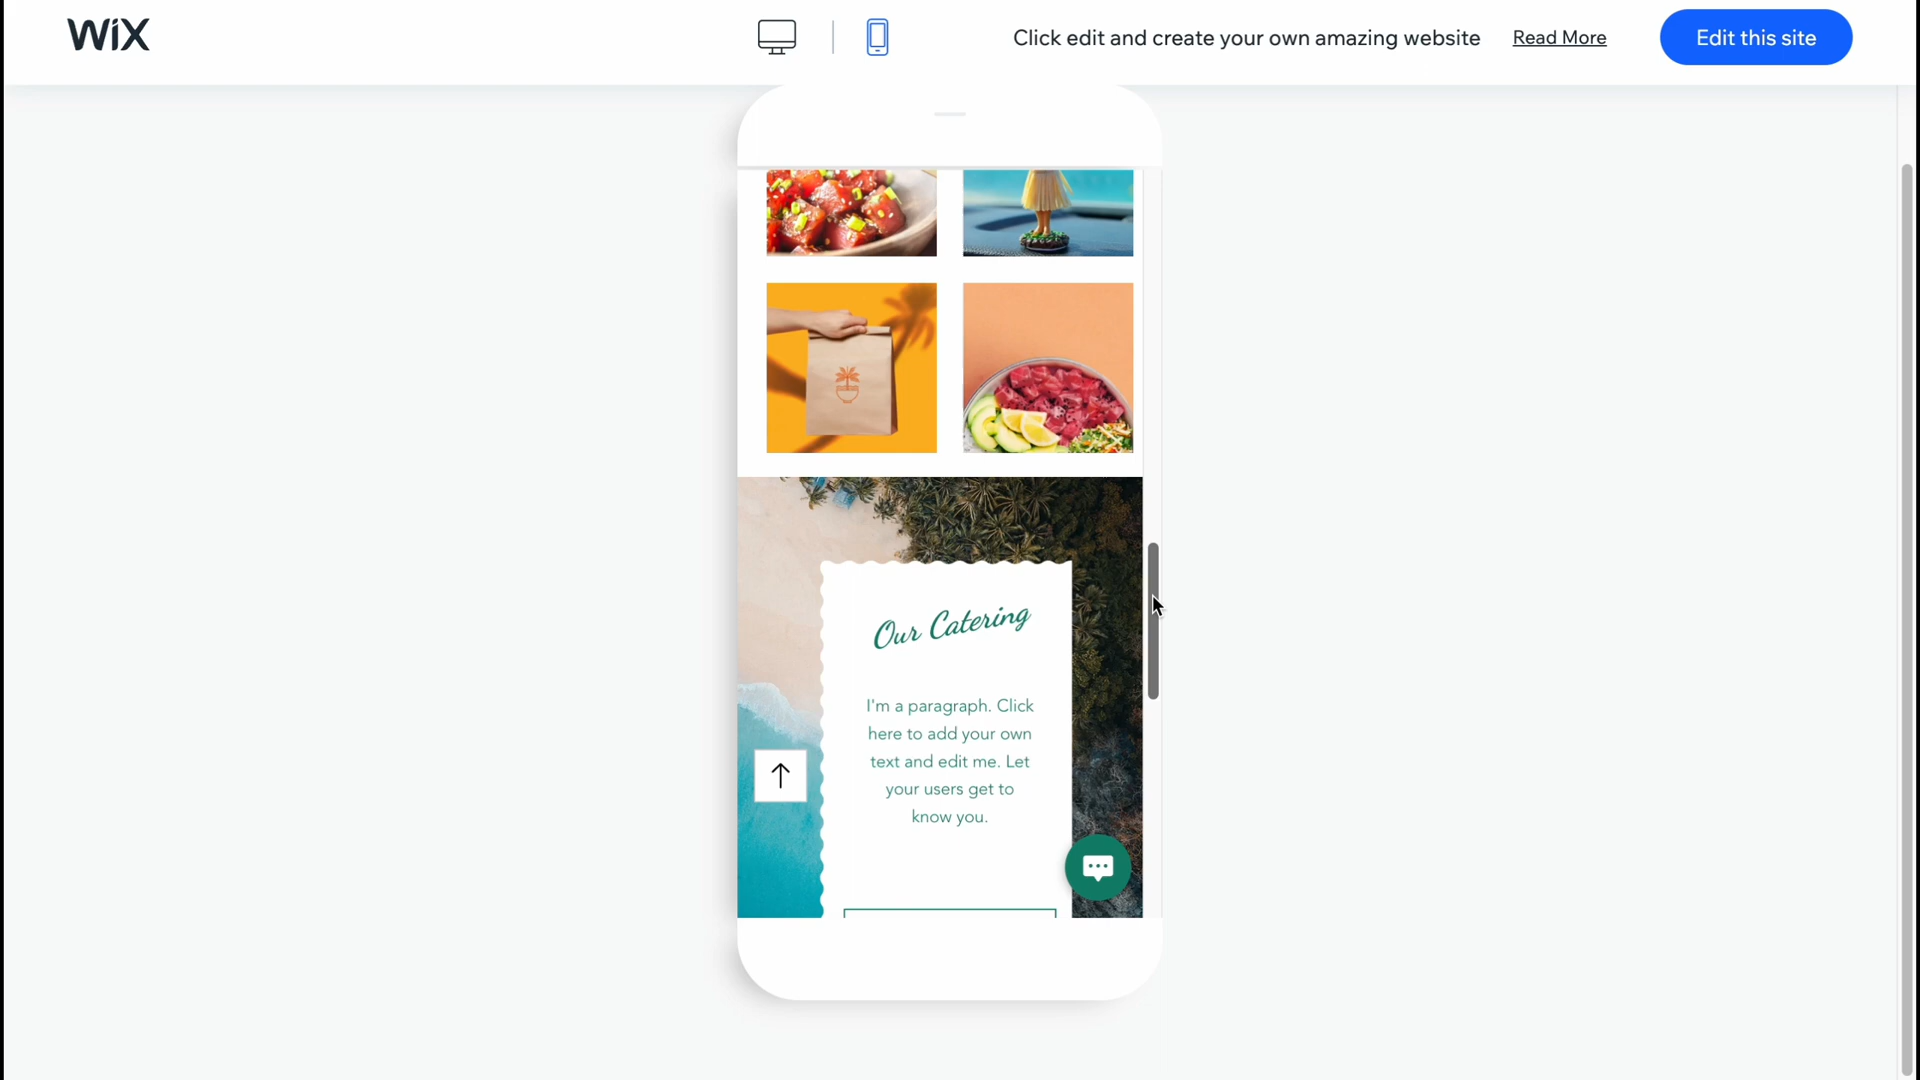 WiX
Click edit and create your own amazing website
Read More
Edit this site
Our Catering
I'm a paragraph. Click
here to add your own
text and edit me. Let
your users get to
know you.